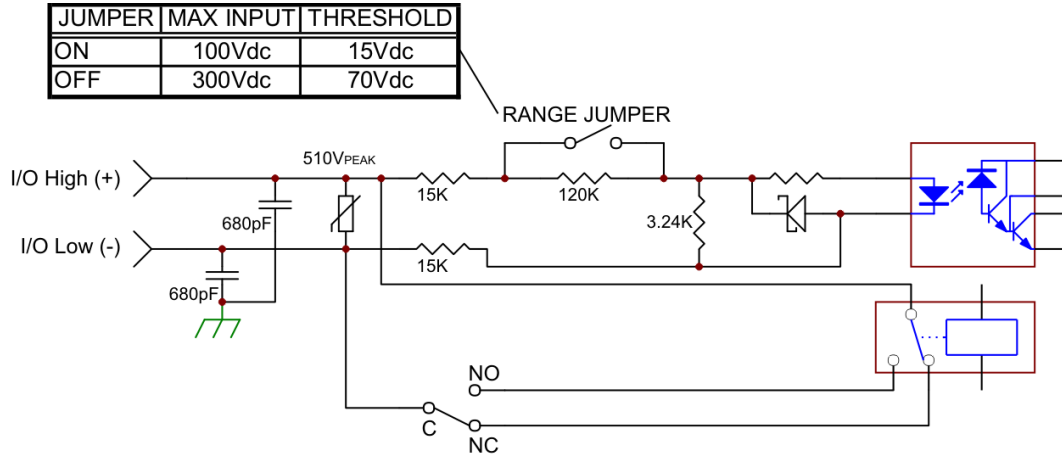 JUMPER MAX INPUT THRESHOLD
ON 100Vdc 15Vdc
OFF 300Vdc 70Vdc
RANGE JUMPER
510VPEAK
I/O High (+)
15K
120K
680pF
3.24K
I/O Low (-)
15K
680pF
NO
C
NC